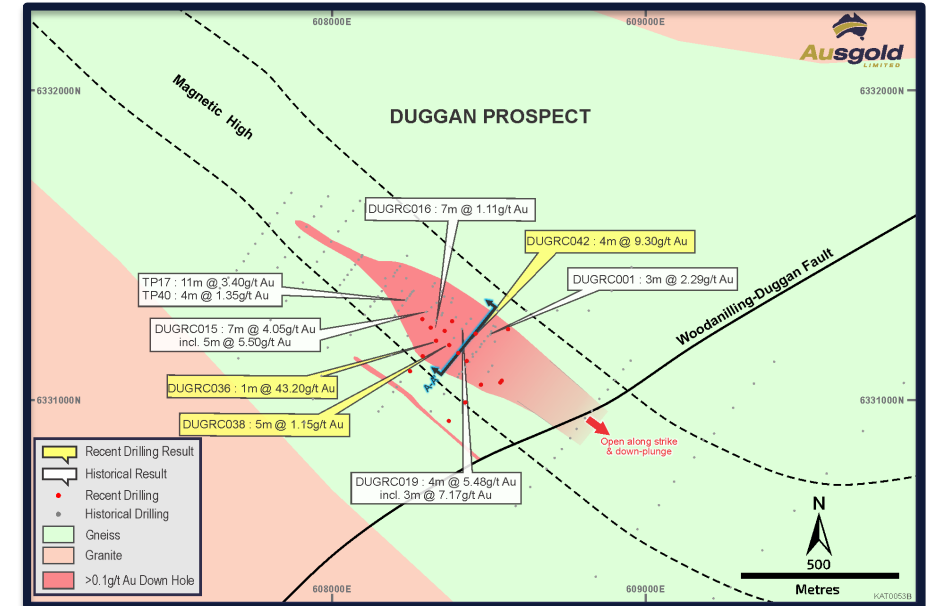 608000E
609000E
Ausgold
LIMITED
6332000N
6332000N
Magnetic High
DUGGAN PROSPECT
DUGRC016 : 7m @ 1.11g/t Au
DUGRC042 : 4m @ 9.30g/t Au
DUGRC001 : 3m @ 2.29g/t Au
TP17 : 11m @ 3.40g/t Au
TP40 : 4m @ 1.35g/t Au
Woodanilling-Duggan Fault
DUGRC015 : 7m @ 4.05g/t Au
incl. 5m @ 5.50g/t Au
DUGRC036 : 1m @ 43.20g/t Au
6331000N
6331000N
DUGRC038 : 5m @ 1.15g/t Au
Open along strike
& down-plunge
DUGRC019 : 4m @ 5.48g/t Au
incl. 3m @ 7.17g/t Au
Recent Drilling Result
Historical Result
Recent Drilling
Historical Drilling
Gneiss
Granite
>0.1g/t Au Down Hole
N
500
Metres
608000E
609000E
KAT0053B